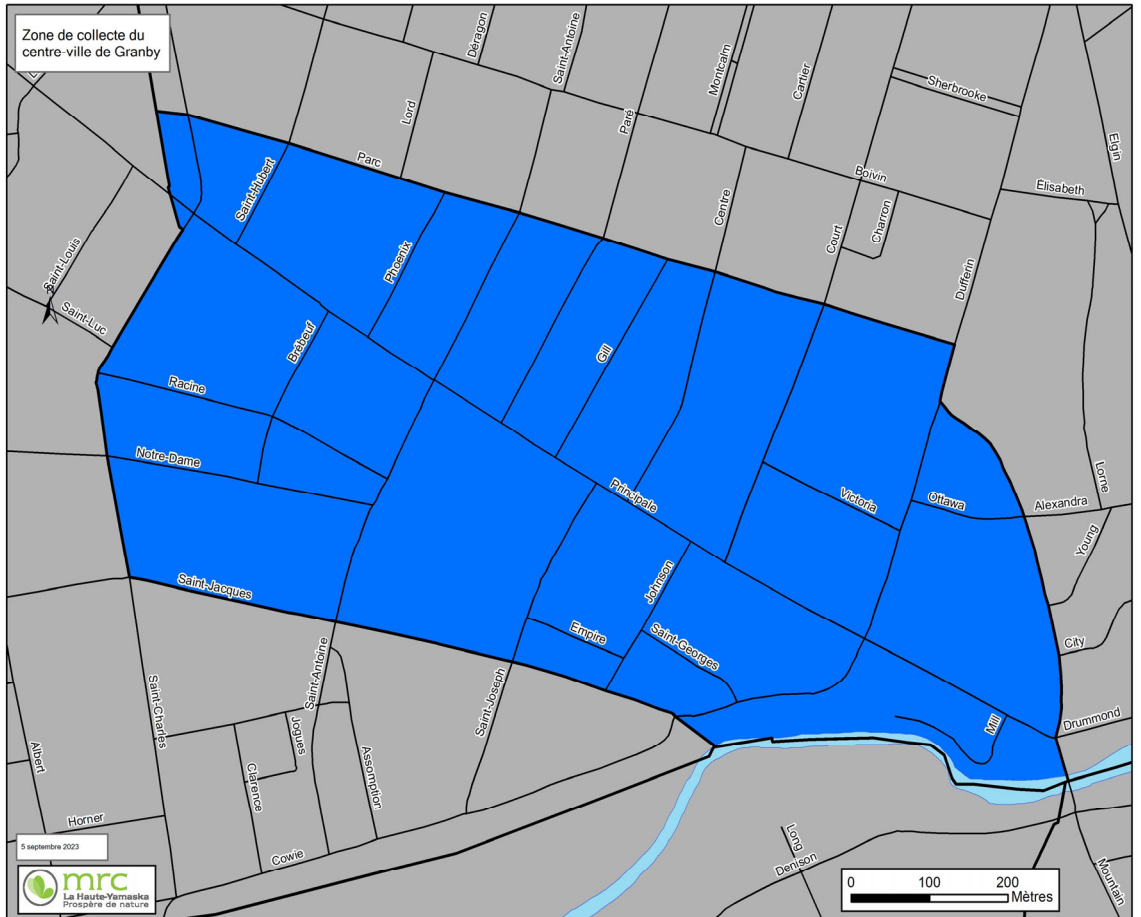 Zone de collecte du
centre-ville de Granby
Déragon
Saint-Antoine
Montcalm
Cartier
Sherbrooke
Lord
Paré
Elgin
Parc
Boivin
Saint-Hubert
Élisabeth
Centre
Charron
Court
Saint-Louis
Phoenix
Dufferin
Saint-Luc
Brébeuf
Gill
Racine
Notre-Dame
Principale
Victoria
Ottawa
Lorne
Alexandra
Young
Saint-Jacques
Johnson
Empire
Saint-Georges
City
Saint-Antoine
Saint-Joseph
Saint-Charles
Mill
Drummond
Jogues
Assomption
Albert
Clarence
Horner
Cowie
Long
Denison
Mountain
5 septembre 2023
mrc
La Haute-Yamaska
Prospère de nature
0 100 200
Mètres